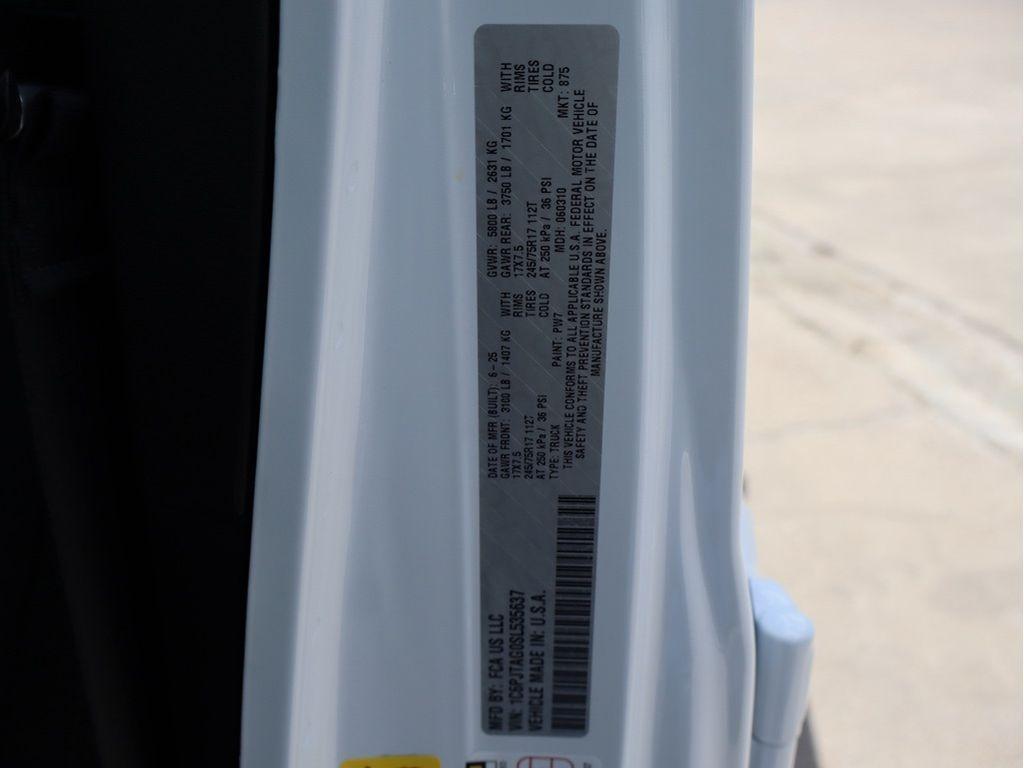 MFD BY: FCA US LLC
VIN: 1C6PJTAG0SL535637
VEHICLE MADE IN: U.S.A.
DATE OF MFR (BUILT): 6-25 GVWR: 5800 LB / 2631 KG
GAWR FRONT: 3100 LB / 1407 KG WITH GAWR REAR: 3750 LB / 1701 KG WITH
17X7.5 RIMS 17X7.5 RIMS
245/75R17 112T TIRES 245/75R17 112T TIRES
AT 250 kPa / 36 PSI COLD AT 250 kPa / 36 PSI COLD
TYPE: TRUCK PAINT: PW7 MDH: 060310 MKT: 875
THIS VEHICLE CONFORMS TO ALL APPLICABLE U.S.A. FEDERAL MOTOR VEHICLE
SAFETY AND THEFT PREVENTION STANDARDS IN EFFECT ON THE DATE OF
MANUFACTURE SHOWN ABOVE.